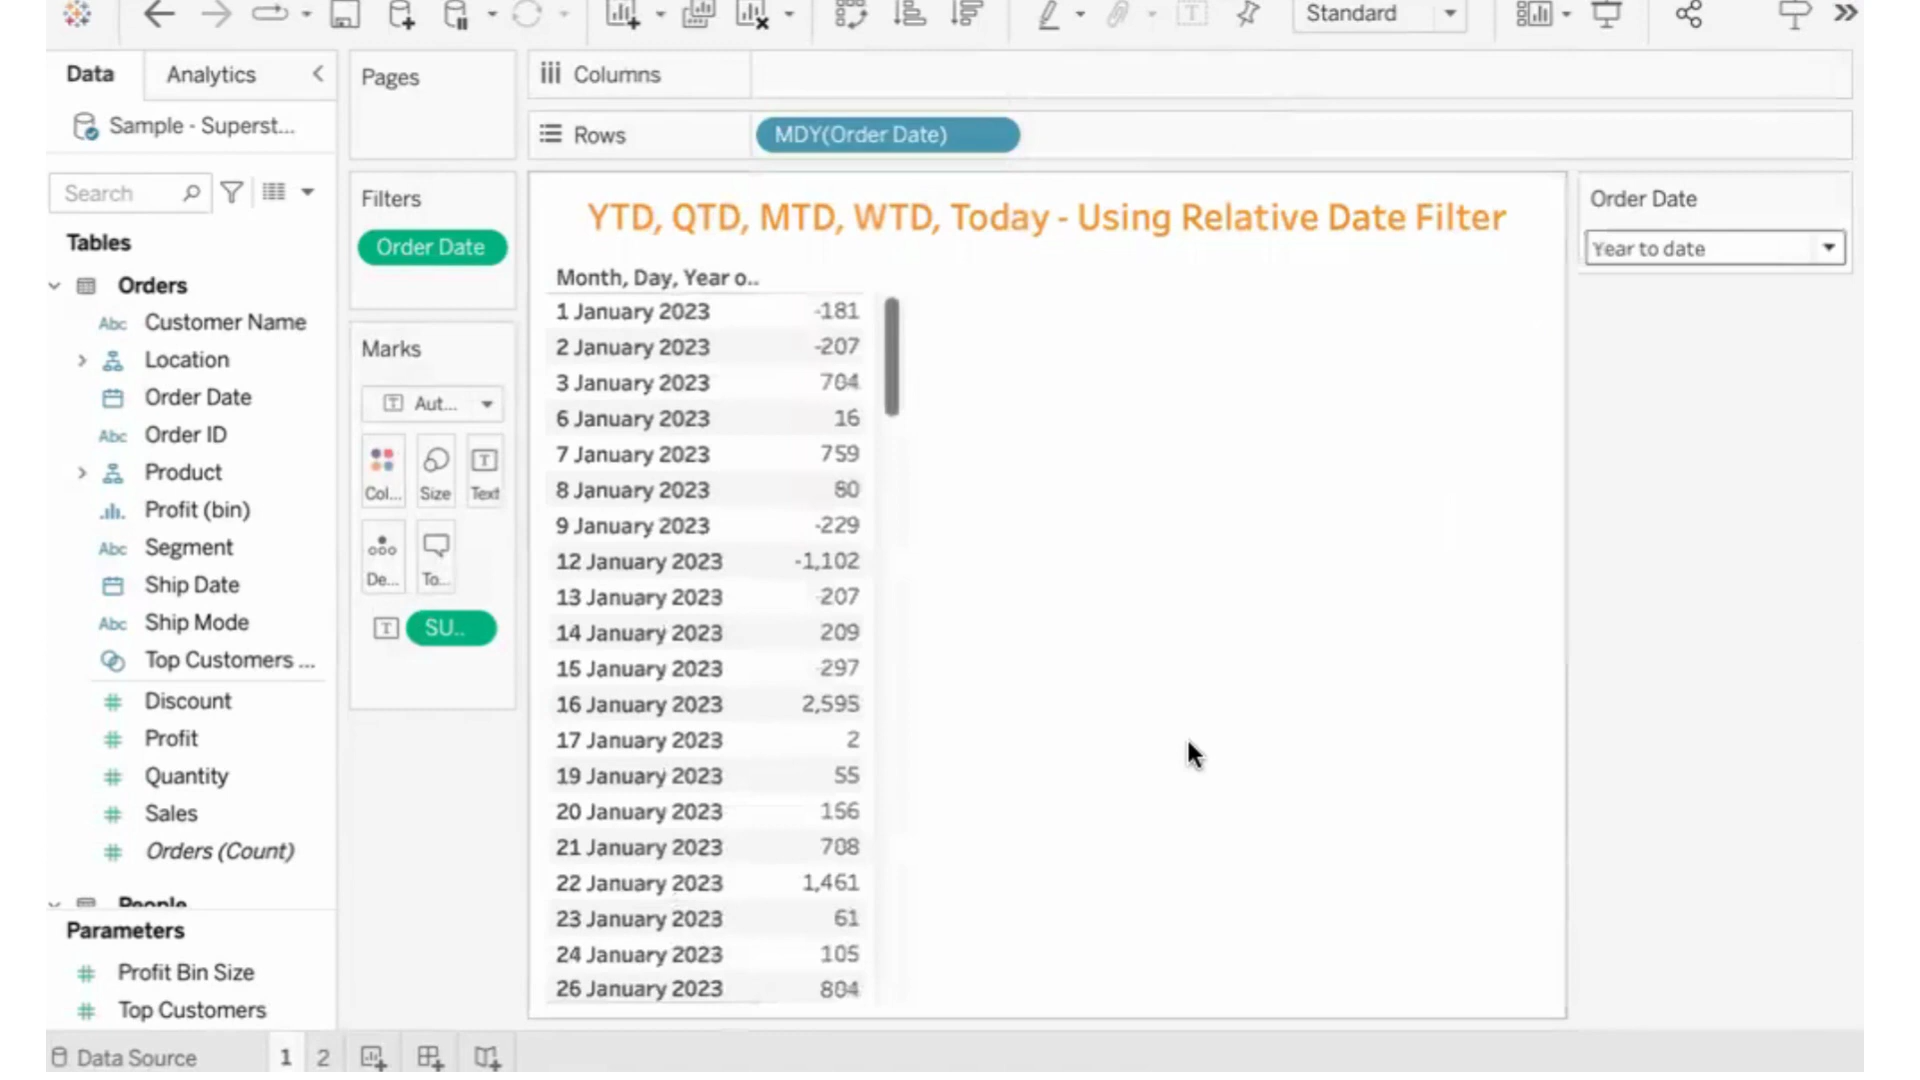 Standard
Data
Analytics
Sample - Superst...
Search
Tables
Orders
Abc Customer Name
Location
Order Date
Abc Order ID
Product
Profit (bin)
Abc Segment
Ship Date
Abc Ship Mode
Top Customers ...
Discount
Profit
Quantity
Sales
Orders (Count)
People
Parameters
Profit Bin Size
Top Customers
Pages
Filters
Order Date
Marks
Aut...
Col... Size Text
De... To...
SU..
Columns
Rows MDY(Order Date)
YTD, QTD, MTD, WTD, Today - Using Relative Date Filter
Month, Day, Year o..
1 January 2023 -181
2 January 2023 -207
3 January 2023 704
6 January 2023 16
7 January 2023 759
8 January 2023
9 January 2023 -229
12 January 2023 -1,102
13 January 2023 207
14 January 2023 209
15 January 2023 297
16 January 2023 2,595
17 January 2023 2
19 January 2023 55
20 January 2023 156
21 January 2023 708
22 January 2023 1,461
23 January 2023 61
24 January 2023 105
26 January 2023 804
Order Date
Year to date
Data Source 1 2